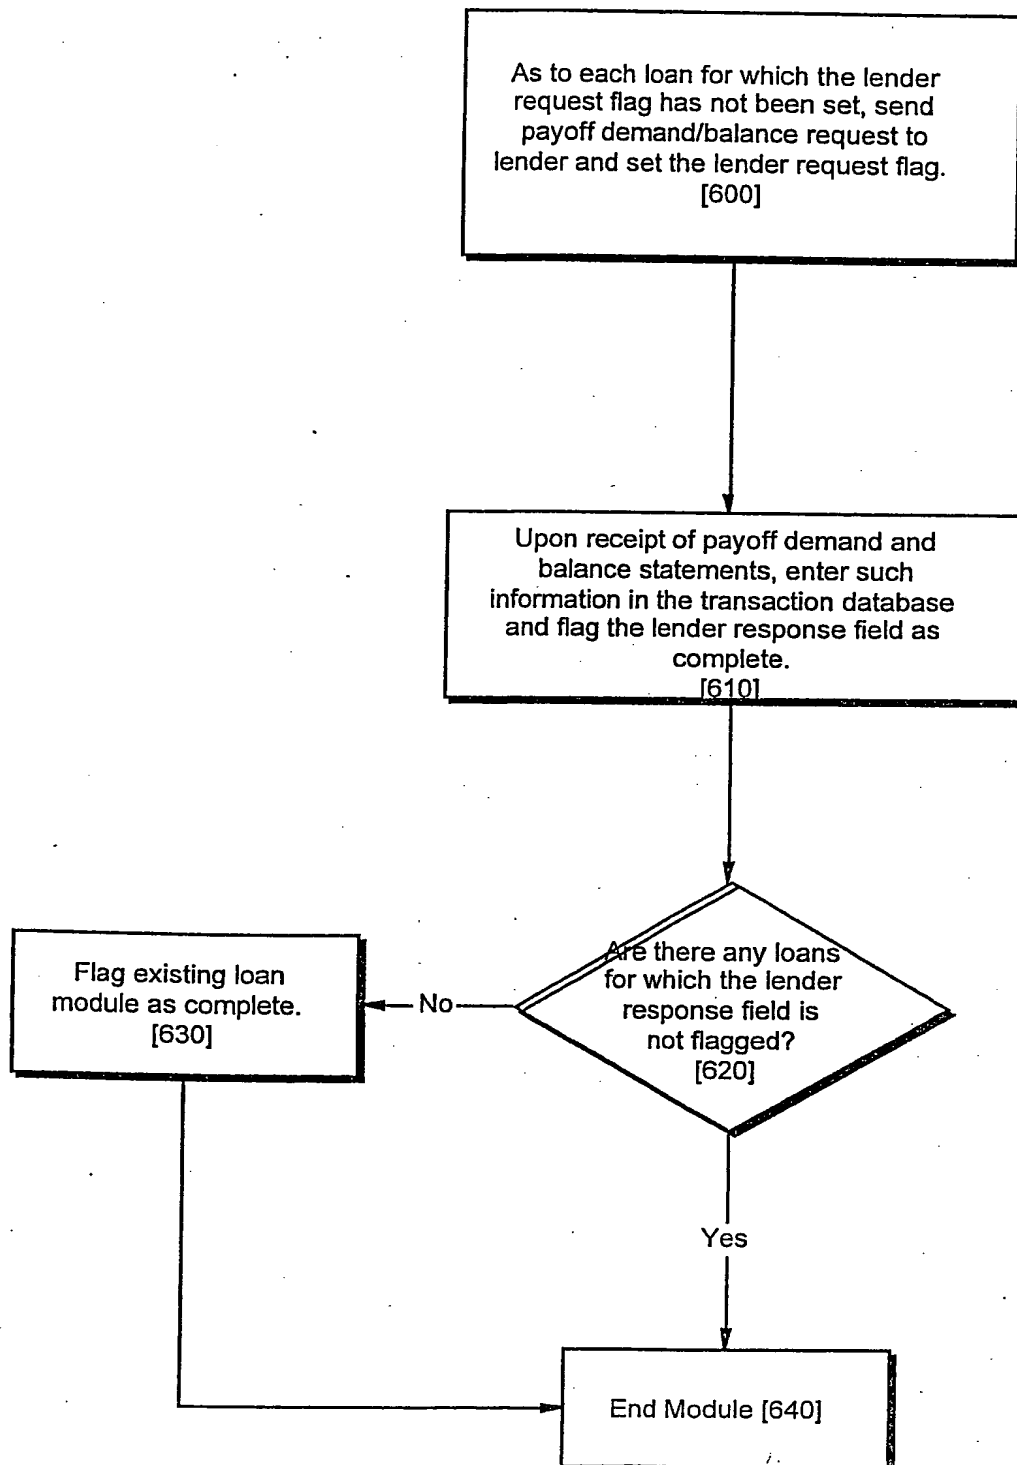 As to each loan for which the lender
request flag has not been set, send
payoff demand/balance request to
lender and set the lender request flag.
[600]
Upon receipt of payoff demand and
balance statements, enter such
information in the transaction database
and flag the lender response field as
complete.
[610]
Are there any loans
for which the lender
response field is
not flagged?
[620]
No
Flag existing loan
module as complete.
[630]
Yes
End Module [640]